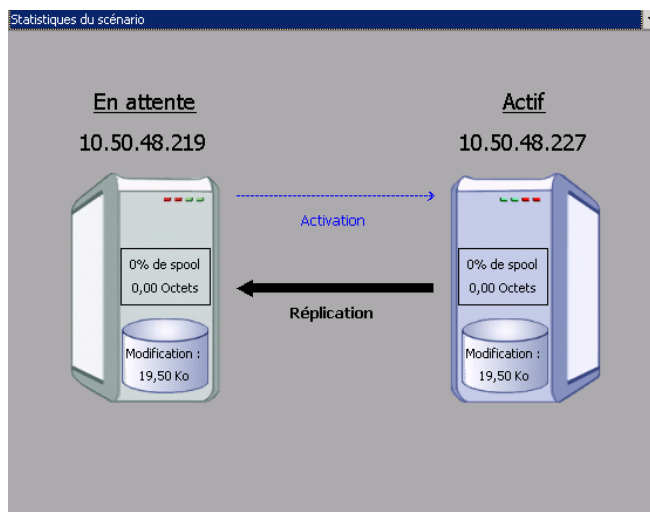 Statistiques du scénario
En attente
10.50.48.219
Actif
10.50.48.227
Activation
Réplication
0% de spool
0,00 Octets
Modification :
19,50 Ko
0% de spool
0,00 Octets
Modification :
19,50 Ko